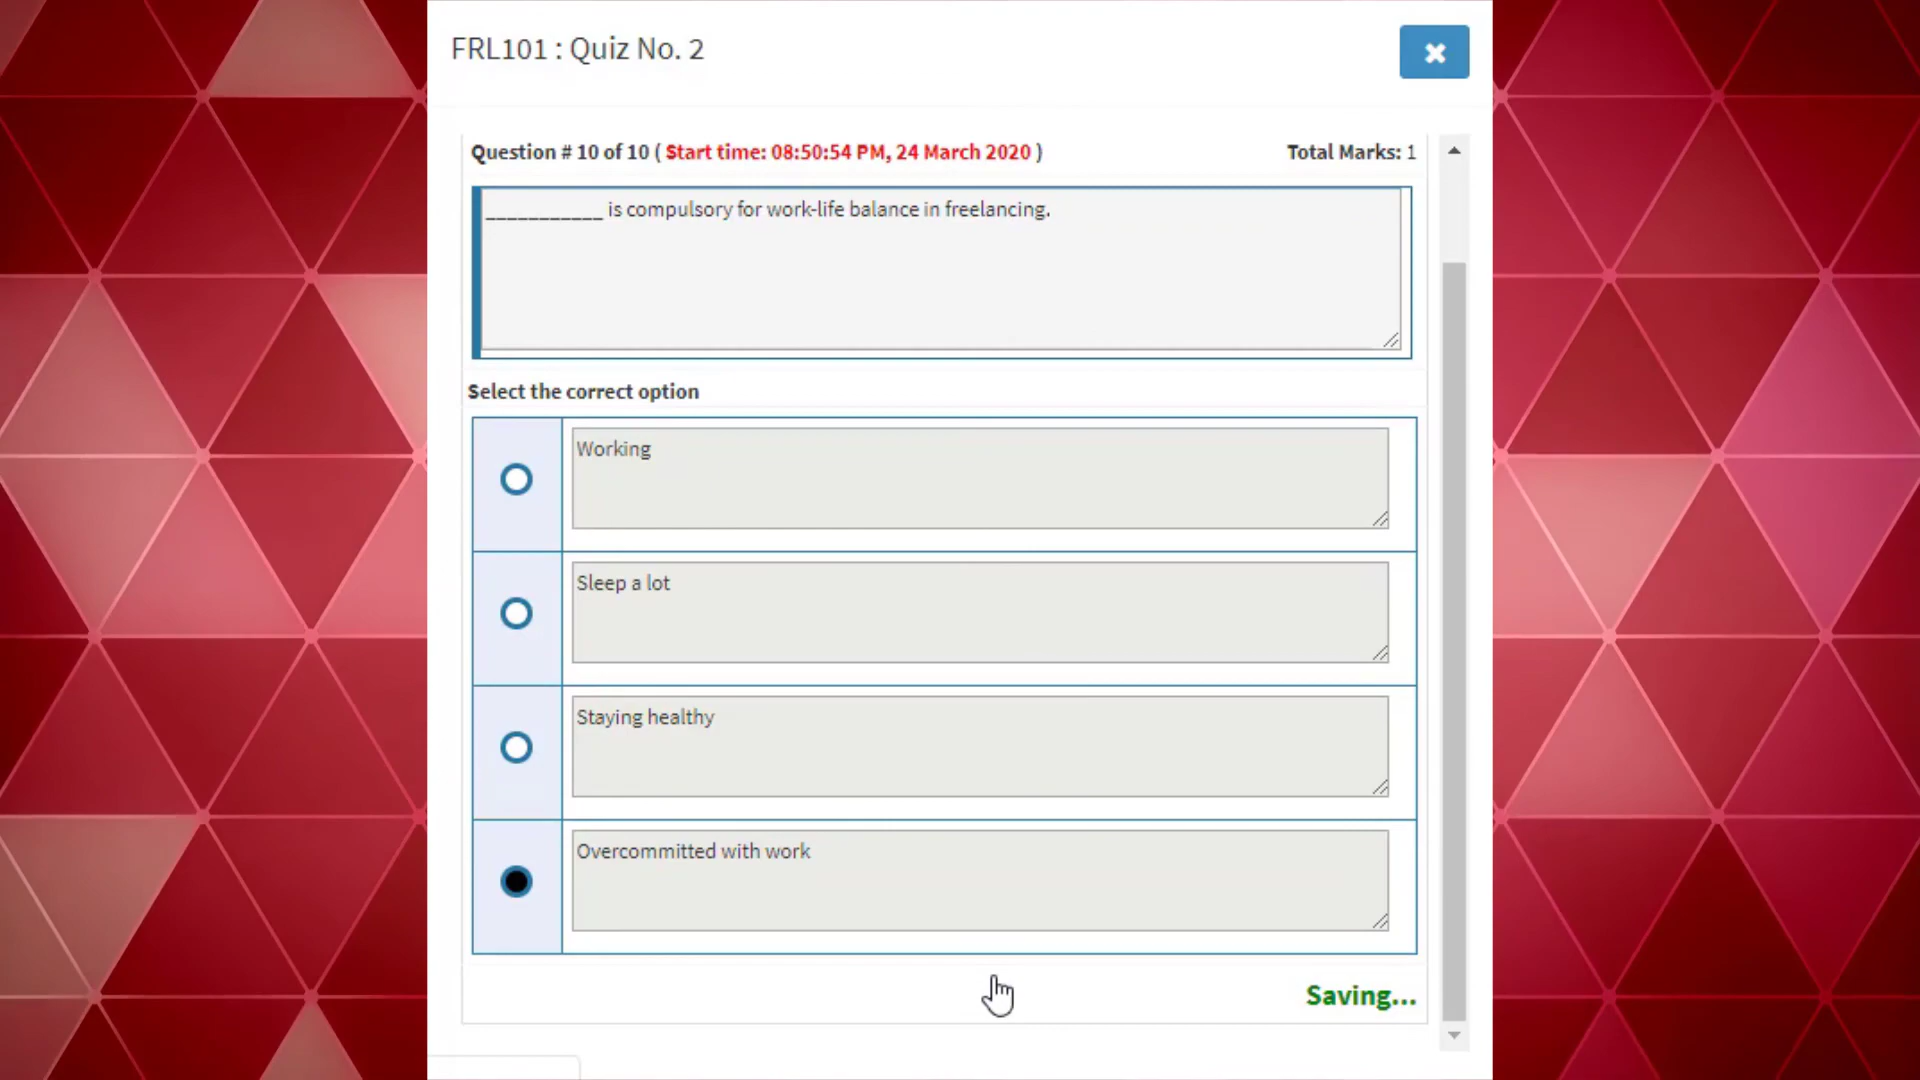 FRL101 : Quiz No. 2
Question # 10 of 10 ( Start time: 08:50:54 PM, 24 March 2020 ) Total Marks: 1
___________ is compulsory for work-life balance in freelancing.
Select the correct option
Working
Sleep a lot
Staying healthy
Overcommitted with work
Saving...